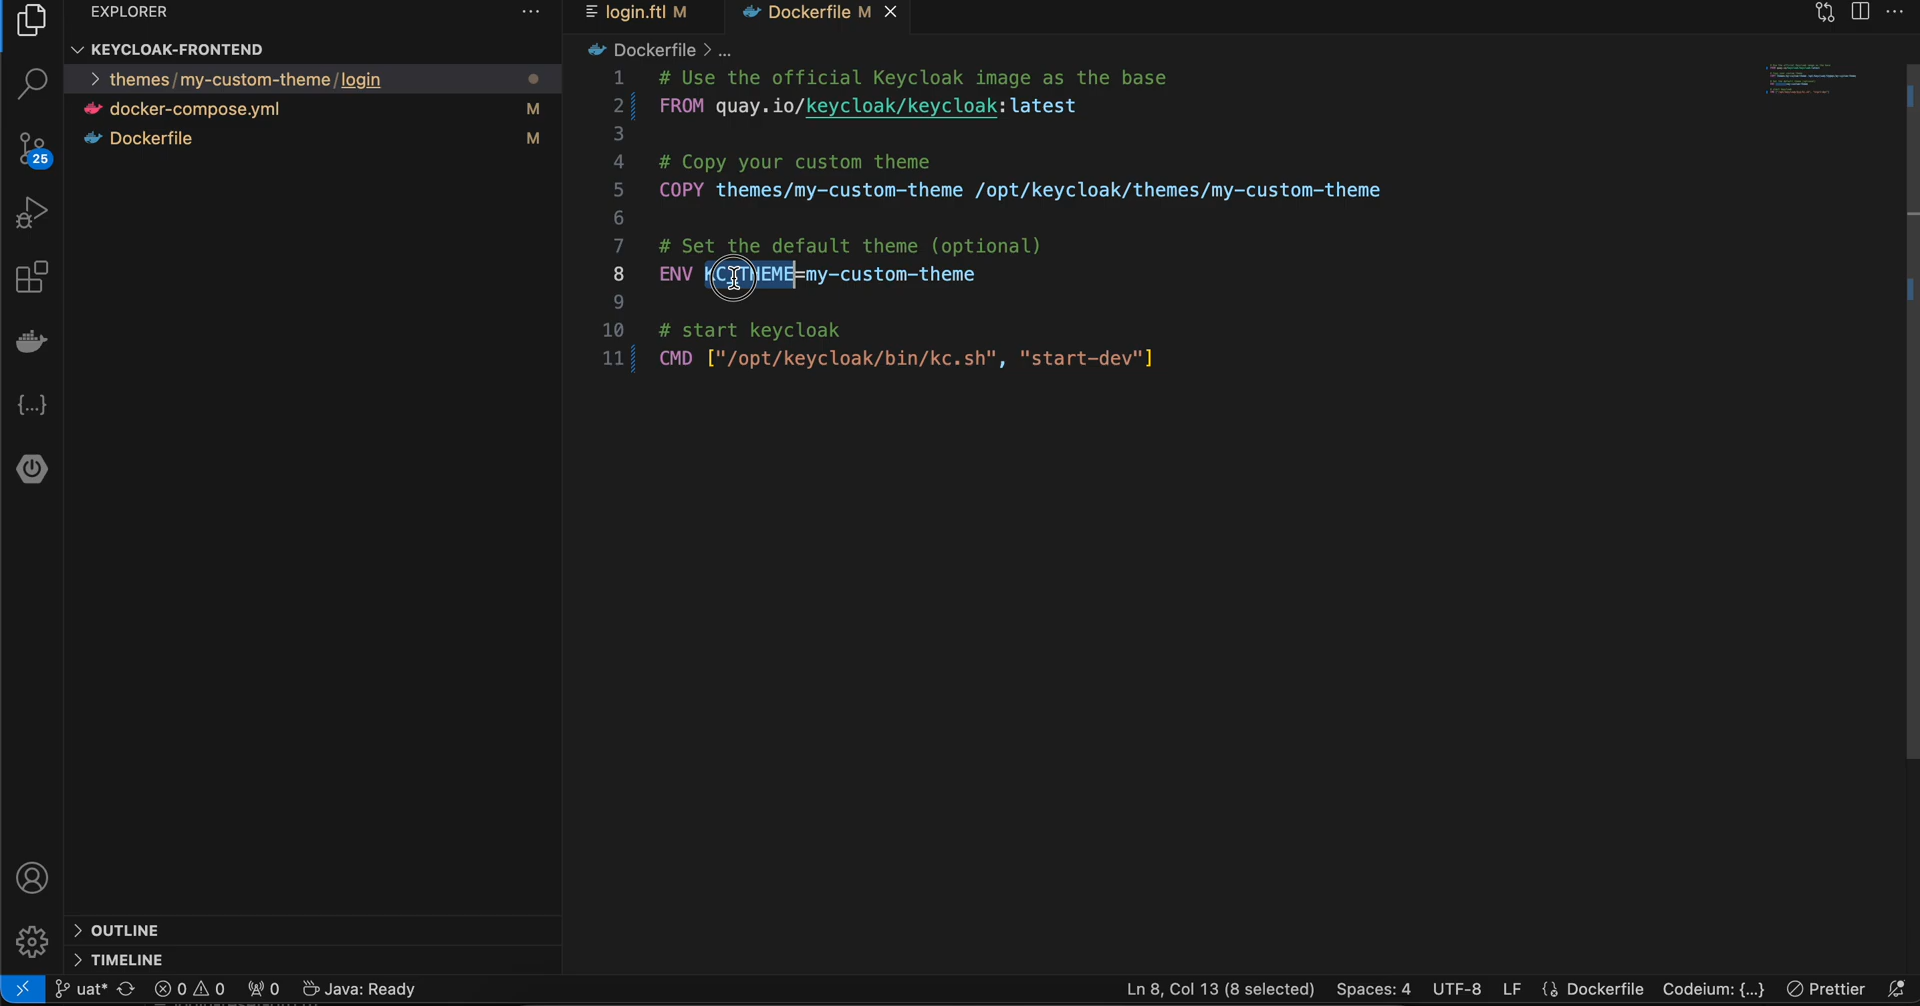 EXPLORER
KEYCLOAK-FRONTEND
themes/my-custom-theme/login
docker-compose.yml M
Dockerfile M
25
login.ftl M
Dockerfile M
Dockerfile > ...
1 # Use the official Keycloak image as the base
2 FROM quay.io/keycloak/keycloak:latest
3
4 # Copy your custom theme
5 COPY themes/my-custom-theme /opt/keycloak/themes/my-custom-theme
6
7 # Set the default theme (optional)
8 ENV KC_THEME=my-custom-theme
9
10 # start keycloak
11 CMD ["/opt/keycloak/bin/kc.sh", "start-dev"]
OUTLINE
TIMELINE
uat* 0 0 0 Java: Ready Ln 8, Col 13 (8 selected) Spaces: 4 UTF-8 LF Dockerfile Codeium: {...} Prettier